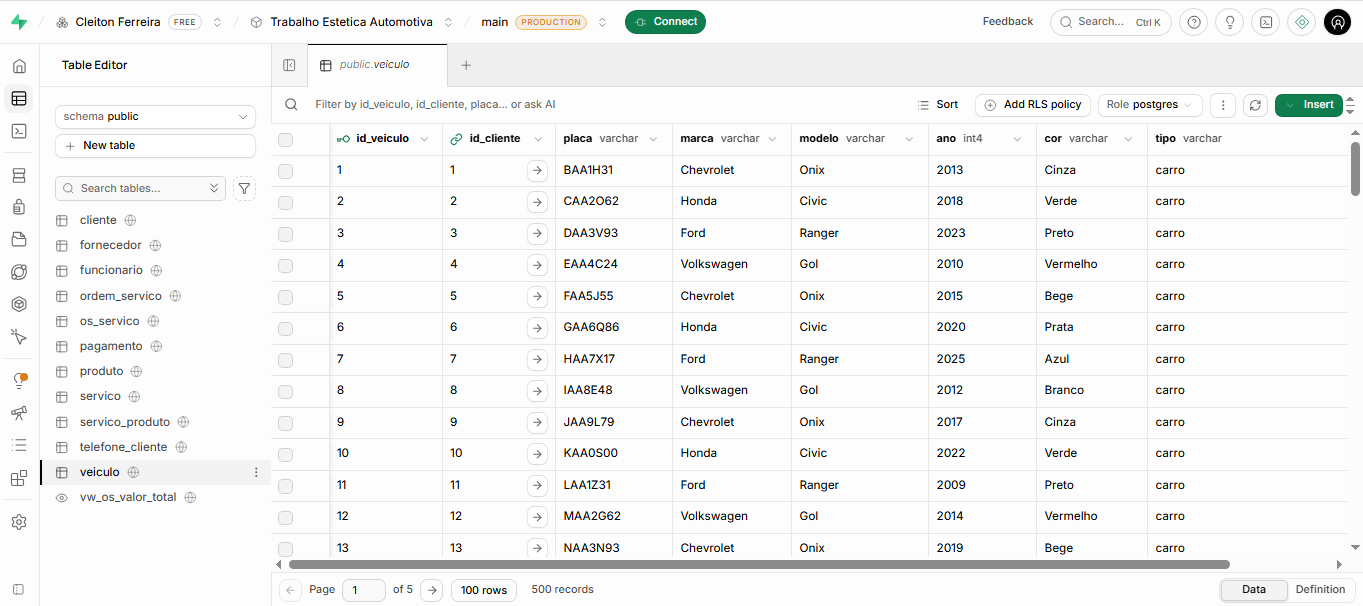 Cleiton Ferreira FREE Trabalho Estetica Automotiva main PRODUCTION Connect Feedback Search... Ctrl K
Table Editor
public.veiculo
schema public
New table
Search tables...
cliente
fornecedor
funcionario
ordem_servico
os_servico
pagamento
produto
servico
servico_produto
telefone_cliente
veiculo
vw_os_valor_total
Filter by id_veiculo, id_cliente, placa... or ask AI Sort Add RLS policy Role postgres Insert
id_veiculo id_cliente placa varchar marca varchar modelo varchar ano int4 cor varchar tipo varchar
1 1 BAA1H31 Chevrolet Onix 2013 Cinza carro
2 2 CAA2O62 Honda Civic 2018 Verde carro
3 3 DAA3V93 Ford Ranger 2023 Preto carro
4 4 EAA4C24 Volkswagen Gol 2010 Vermelho carro
5 5 FAA5J55 Chevrolet Onix 2015 Bege carro
6 6 GAA6Q86 Honda Civic 2020 Prata carro
7 7 HAA7X17 Ford Ranger 2025 Azul carro
8 8 IAA8E48 Volkswagen Gol 2012 Branco carro
9 9 JAA9L79 Chevrolet Onix 2017 Cinza carro
10 10 KAA0S00 Honda Civic 2022 Verde carro
11 11 LAA1Z31 Ford Ranger 2009 Preto carro
12 12 MAA2G62 Volkswagen Gol 2014 Vermelho carro
13 13 NAA3N93 Chevrolet Onix 2019 Bege carro
Page 1 of 5 100 rows 500 records Data Definition